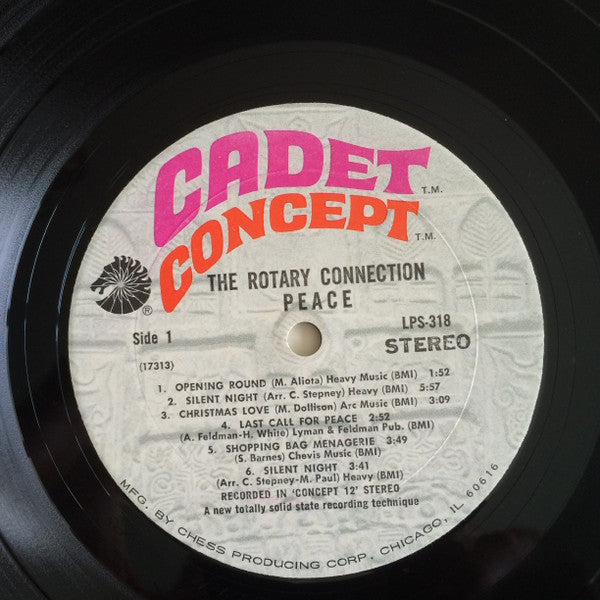 CADET T.M.
CONCEPT T.M.
®
THE ROTARY CONNECTION
PEACE
Side 1
LPS-318
STEREO
(17313)
1. OPENING ROUND (M. Aliota) Heavy Music (BMI) 1:52
2. SILENT NIGHT (Arr. C. Stepney) Heavy (BMI) 5:57
3. CHRISTMAS LOVE (M. Dollison) Arc Music (BMI) 3:09
4. LAST CALL FOR PEACE 2:52
(A. Feldman-H. White) Lyman & Feldman Pub. (BMI)
5. SHOPPING BAG MENAGERIE 3:49
(S. Barnes) Chevis Music (BMI)
6. SILENT NIGHT 3:41
(Arr. C. Stepney-M. Paul) Heavy (BMI)
RECORDED IN 'CONCEPT 12' STEREO
A new totally solid state recording technique
MFG. BY CHESS PRODUCING CORP. CHICAGO, IL 60616